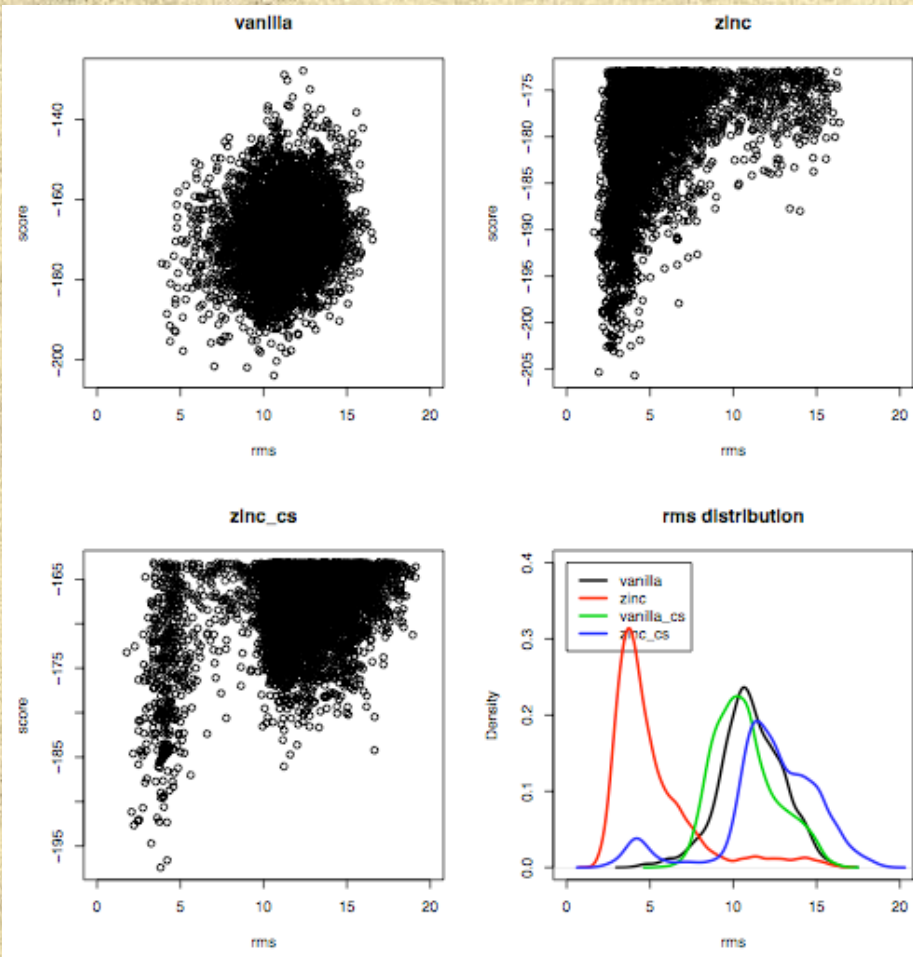 vanilla
score
-140
-160
-180
-200
0 5 10 15 20
rms
zinc
score
-175
-180
-185
-190
-195
-200
-205
0 5 10 15 20
rms
zinc_cs
score
-165
-175
-185
-195
0 5 10 15 20
rms
rms distribution
Density
0.4
0.3
0.2
0.1
0.0
vanilla
zinc
vanilla_cs
zinc_cs
0 5 10 15 20
rms